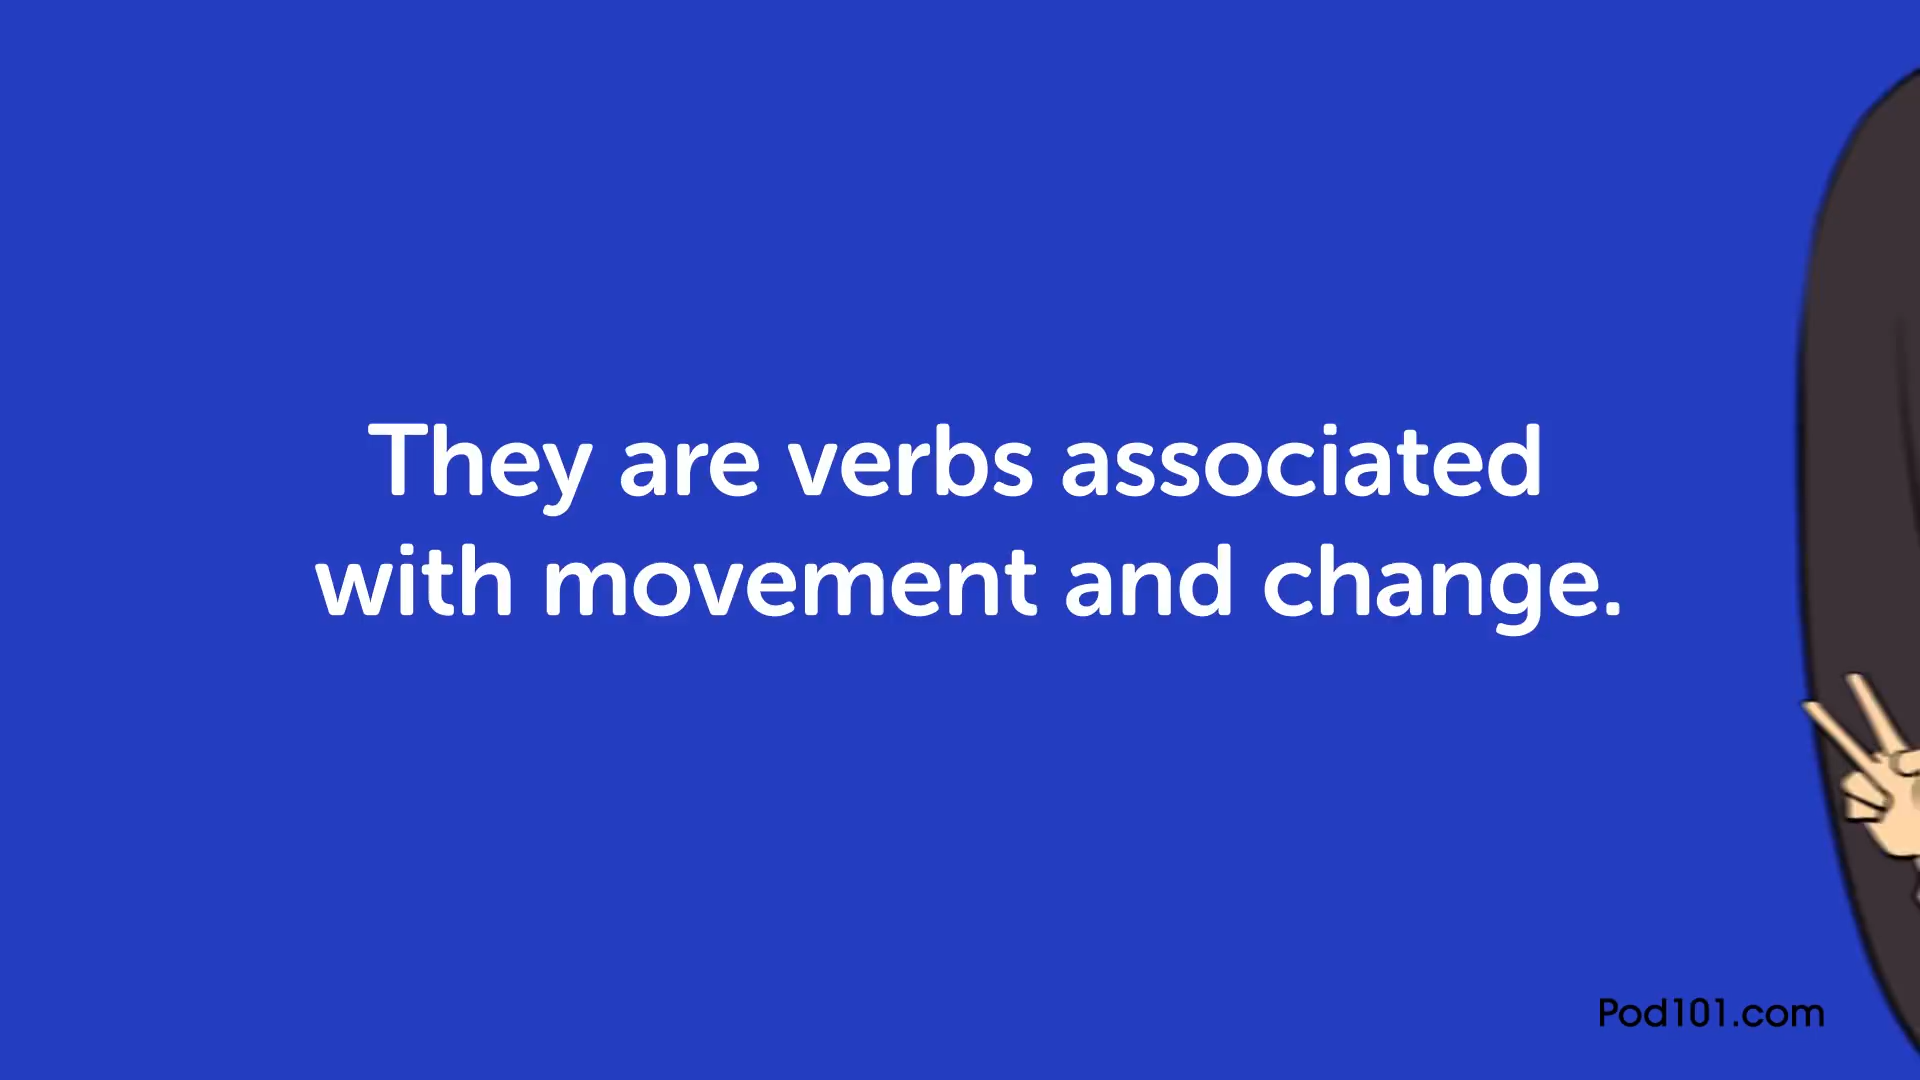 They are verbs associated
with movement and change.
Pod101.com